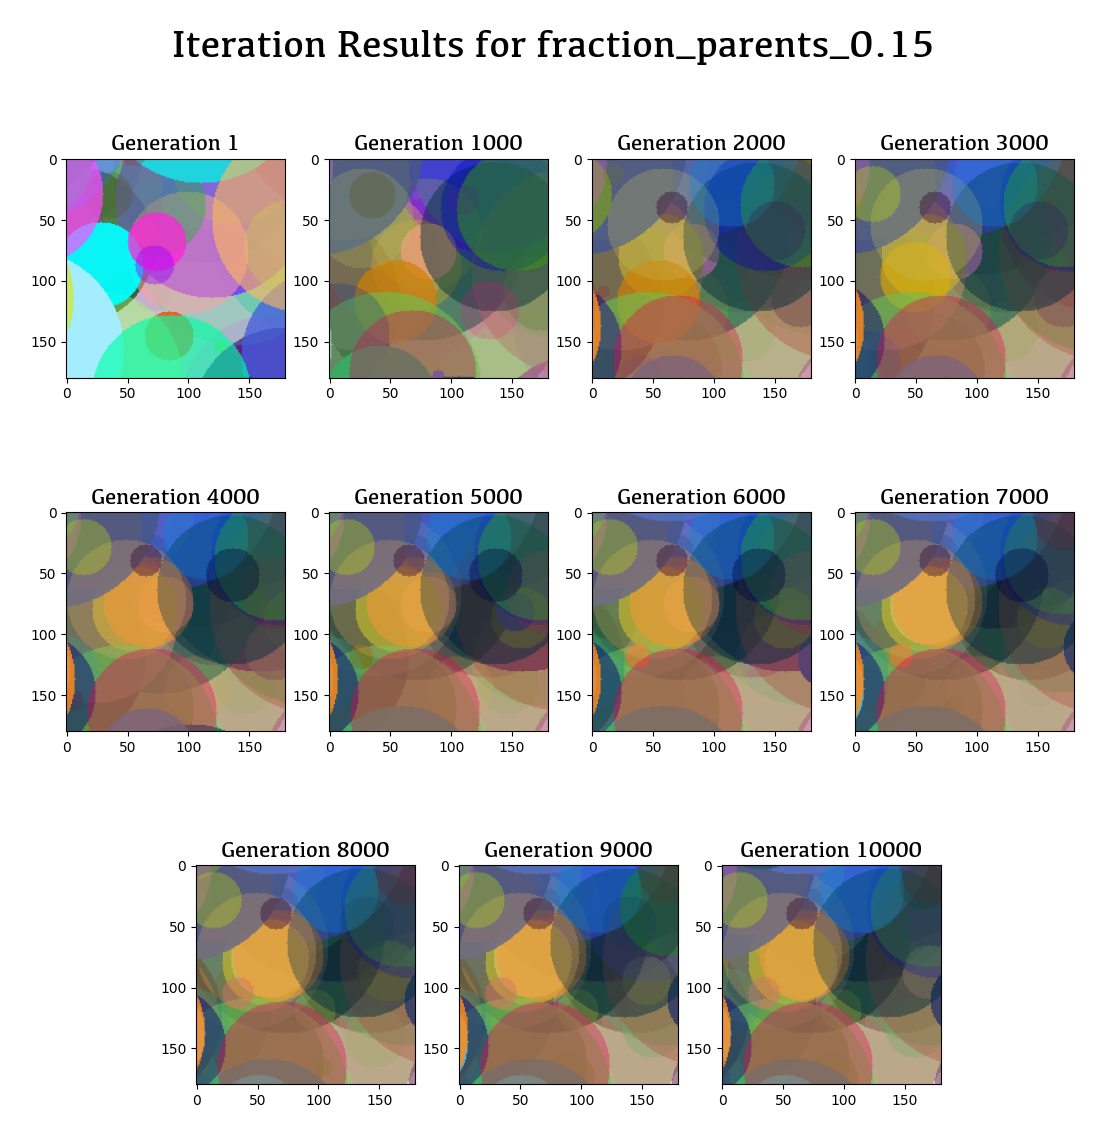 Iteration Results for fraction_parents_0.15
Generation 1 Generation 1000 Generation 2000 Generation 3000
0 0 0 0
50 50 50 50
100 100 100 100
150 150 150 150
0 50 100 150 0 50 100 150 0 50 100 150 0 50 100 150
Generation 4000 Generation 5000 Generation 6000 Generation 7000
0 0 0 0
50 50 50 50
100 100 100 100
150 150 150 150
0 50 100 150 0 50 100 150 0 50 100 150 0 50 100 150
Generation 8000 Generation 9000 Generation 10000
0 0 0
50 50 50
100 100 100
150 150 150
0 50 100 150 0 50 100 150 0 50 100 150